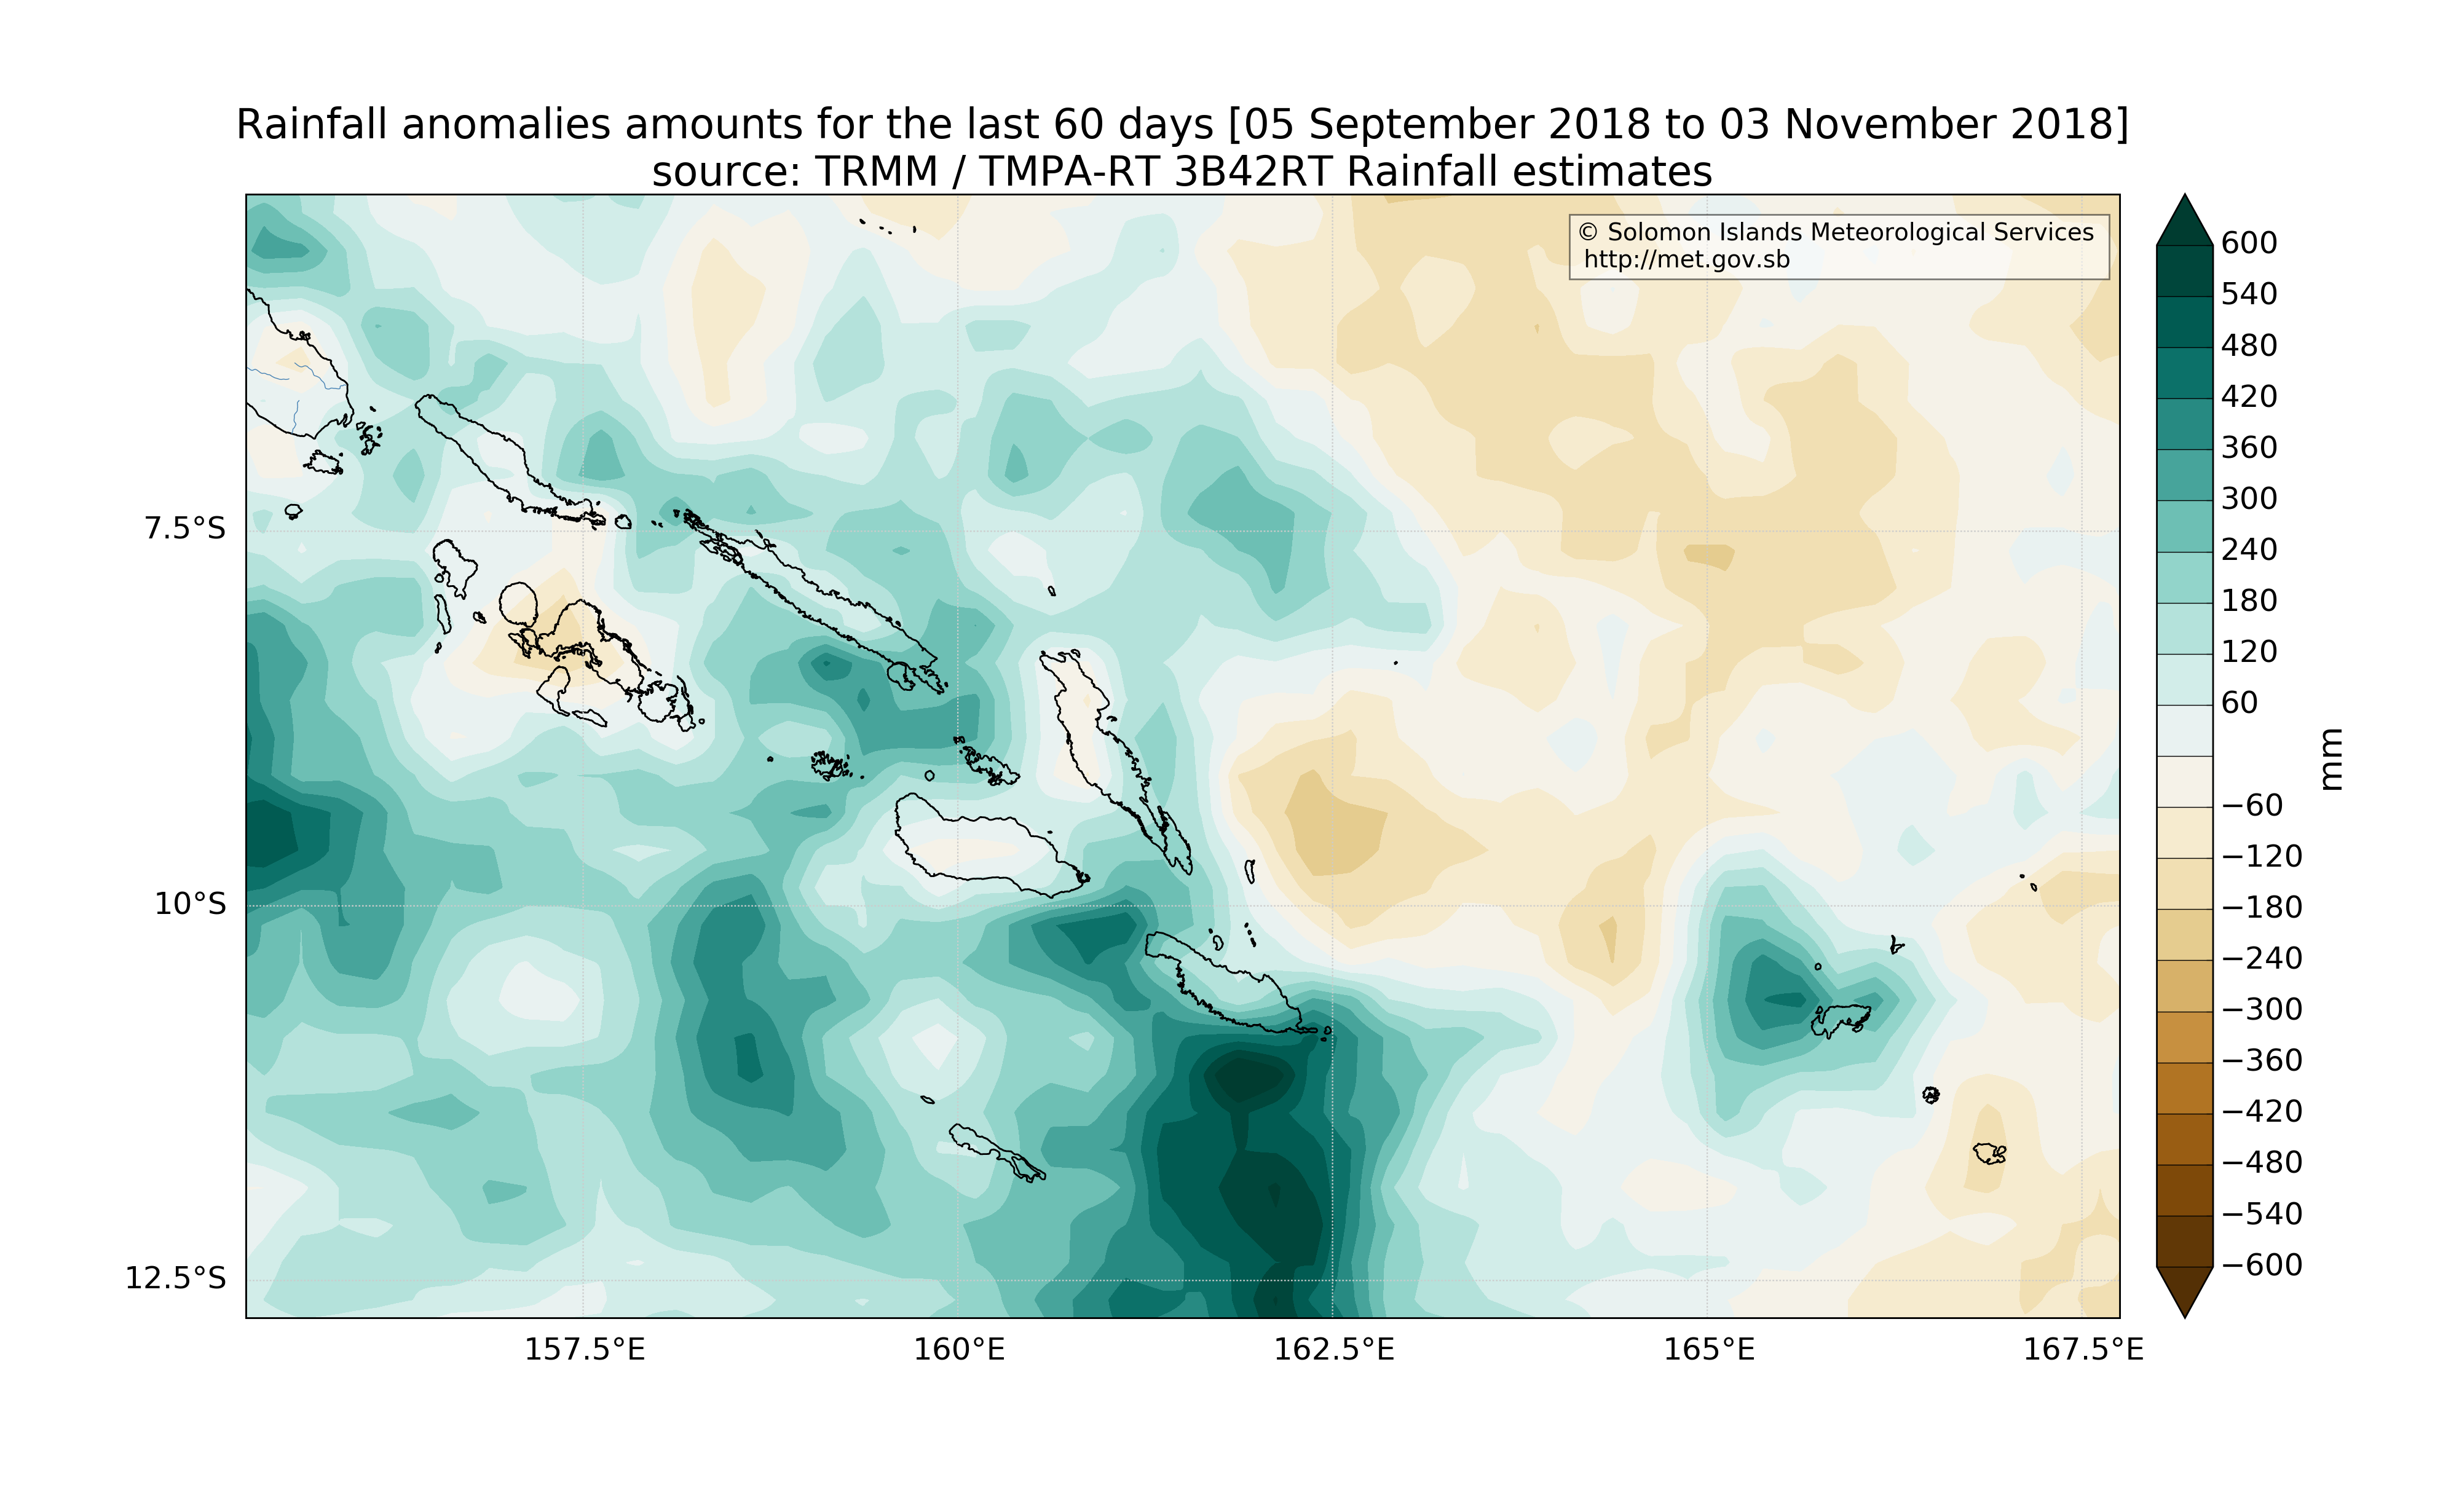 Rainfall anomalies amounts for the last 60 days [05 September 2018 to 03 November 2018]
source: TRMM / TMPA-RT 3B42RT Rainfall estimates
© Solomon Islands Meteorological Services
http://met.gov.sb
7.5°S
10°S
12.5°S
157.5°E
160°E
162.5°E
165°E
167.5°E
600
540
480
420
360
300
240
180
120
60
−60
−120
−180
−240
−300
−360
−420
−480
−540
−600
mm